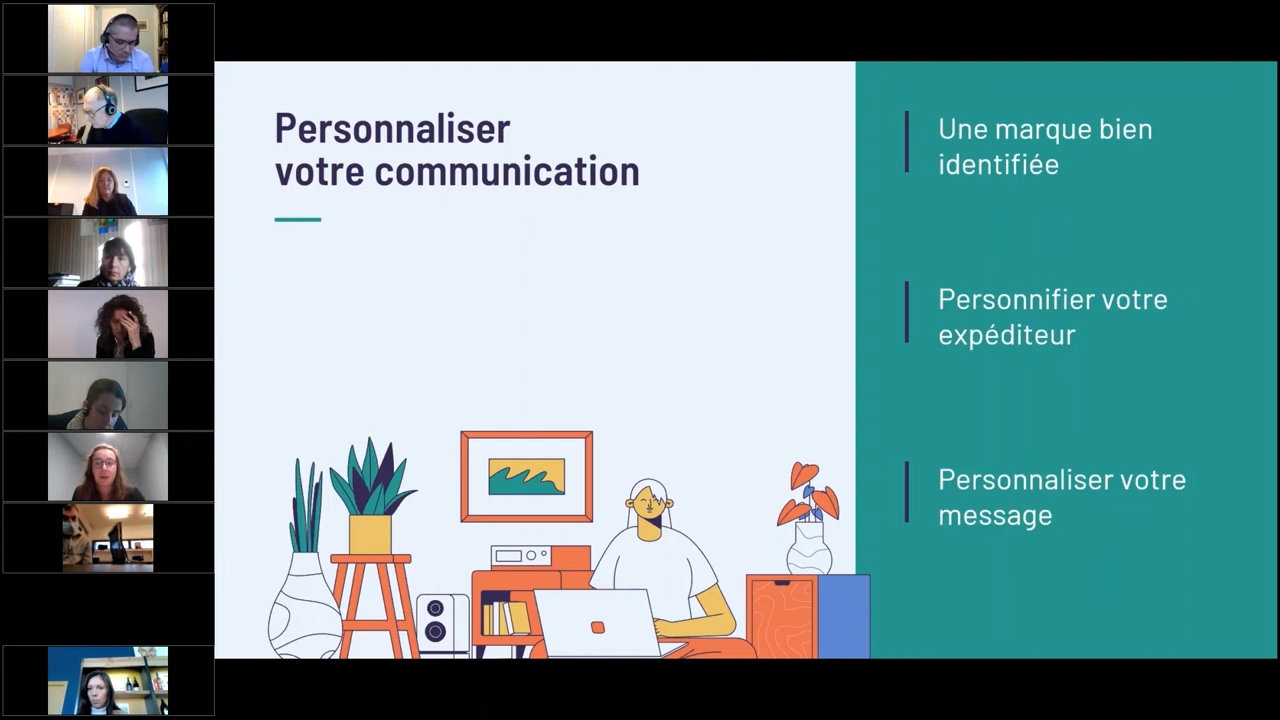 Personnaliser
votre communication
Une marque bien
identifiée
Personnifier votre
expéditeur
Personnaliser votre
message